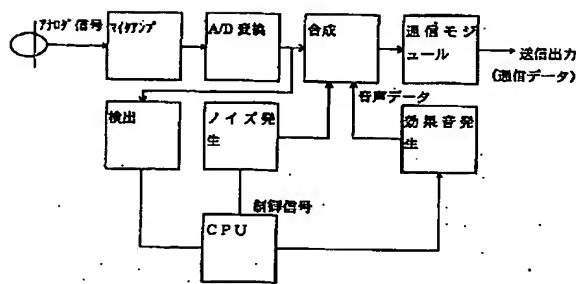 アナログ信号
マイクアンプ
A/D変換
合成
通信モジ
ュール
送信出力
(通信データ)
音声データ
検出
ノイズ発
生
効果音発
生
制御信号
CPU